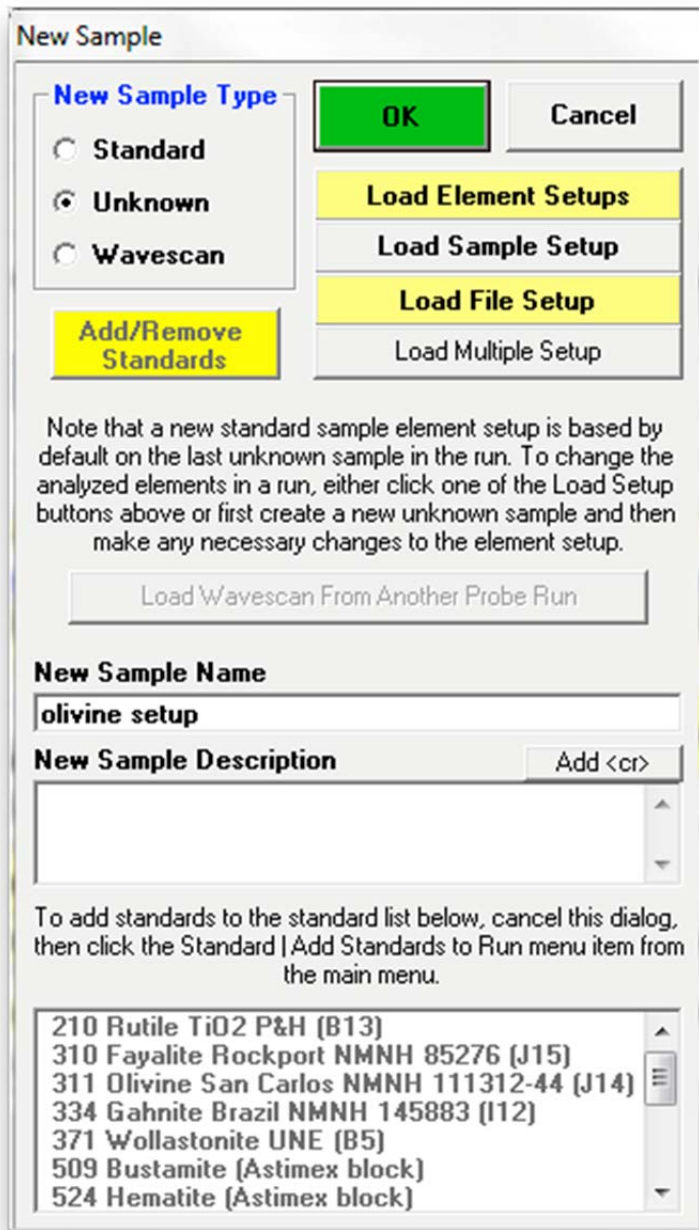 New Sample
New Sample Type
Standard
Unknown
Wavescan
OK
Cancel
Load Element Setups
Load Sample Setup
Load File Setup
Load Multiple Setup
Add/Remove
Standards
Note that a new standard sample element setup is based by
default on the last unknown sample in the run. To change the
analyzed elements in a run, either click one of the Load Setup
buttons above or first create a new unknown sample and then
make any necessary changes to the element setup.
Load Wavescan From Another Probe Run
New Sample Name
olivine setup
New Sample Description
Add <cr>
To add standards to the standard list below, cancel this dialog,
then click the Standard | Add Standards to Run menu item from
the main menu.
210 Rutile TiO2 P&H (B13)
310 Fayalite Rockport NMNH 85276 (J15)
311 Olivine San Carlos NMNH 111312-44 (J14)
334 Gahnite Brazil NMNH 145883 (I12)
371 Wollastonite UNE (B5)
509 Bustamite (Astimex block)
524 Hematite (Astimex block)